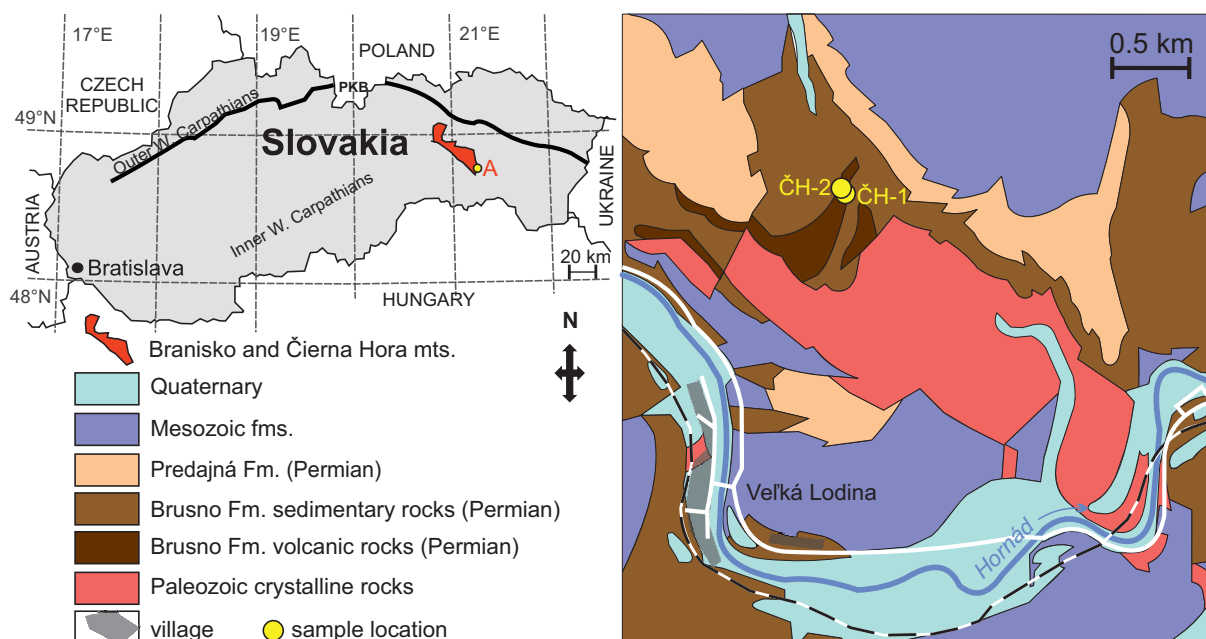 17°E
19°E
21°E
POLAND
CZECH
REPUBLIC
PKB
49°N
Outer W. Carpathians
Slovakia
A
UKRAINE
Inner W. Carpathians
AUSTRIA
Bratislava
20 km
48°N
HUNGARY
N
Branisko and Čierna Hora mts.
Quaternary
Mesozoic fms.
Predajná Fm. (Permian)
Brusno Fm. sedimentary rocks (Permian)
Brusno Fm. volcanic rocks (Permian)
Paleozoic crystalline rocks
village
sample location
0.5 km
ČH-2
ČH-1
Veľká Lodina
Hornád